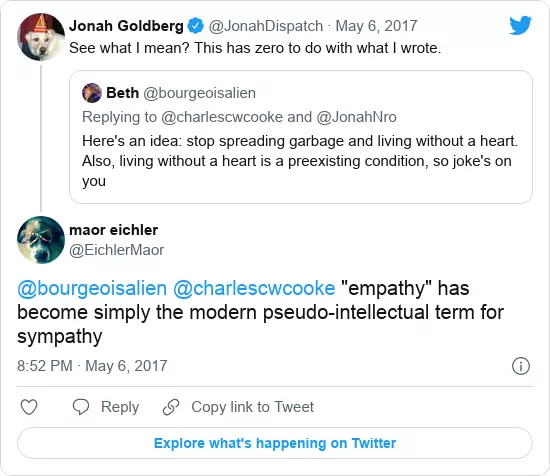 Jonah Goldberg @JonahDispatch · May 6, 2017
See what I mean? This has zero to do with what I wrote.
Beth @bourgeoisalien
Replying to @charlescwcooke and @JonahNro
Here's an idea: stop spreading garbage and living without a heart.
Also, living without a heart is a preexisting condition, so joke's on
you
maor eichler
@EichlerMaor
@bourgeoisalien @charlescwcooke "empathy" has
become simply the modern pseudo-intellectual term for
sympathy
8:52 PM · May 6, 2017
Reply
Copy link to Tweet
Explore what's happening on Twitter